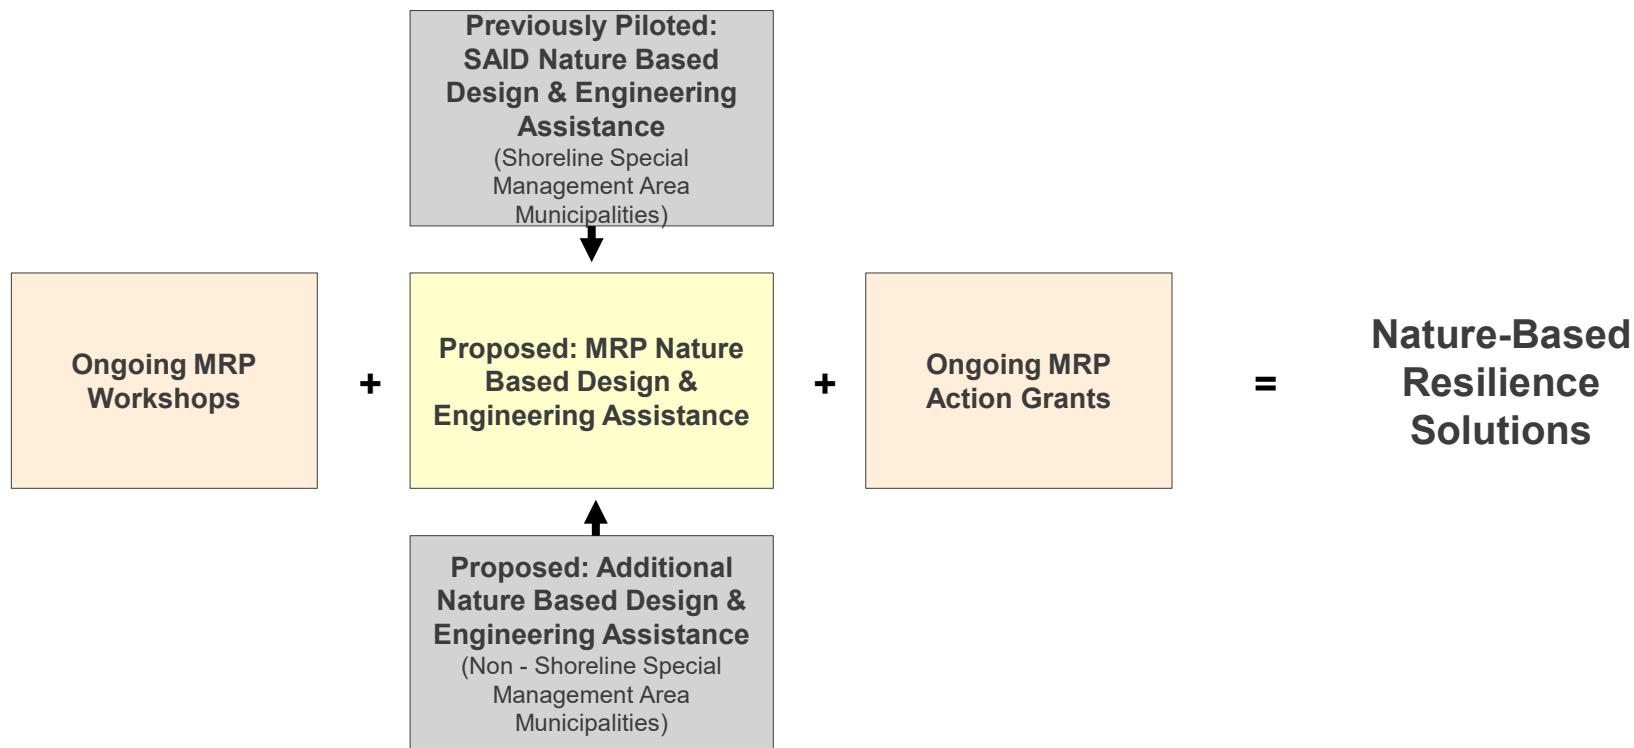 Previously Piloted:
SAID Nature Based
Design & Engineering
Assistance
(Shoreline Special
Management Area
Municipalities)
Ongoing MRP
Workshops
+
Proposed: MRP Nature
Based Design &
Engineering Assistance
+
Ongoing MRP
Action Grants
=
Nature-Based
Resilience
Solutions
Proposed: Additional
Nature Based Design &
Engineering Assistance
(Non - Shoreline Special
Management Area
Municipalities)